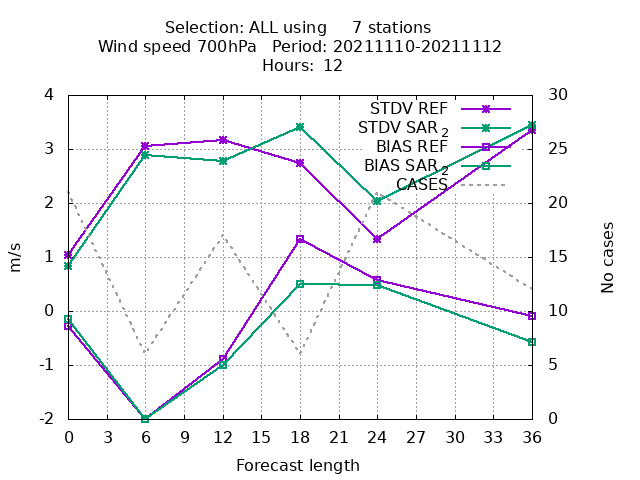 Selection: ALL using     7 stations
Wind speed 700hPa   Period: 20211110-20211112
Hours: 12
4
3
2
1
0
-1
-2
m/s
STDV REF
STDV SAR 2
BIAS REF
BIAS SAR 2
CASES
30
25
20
15
10
5
0
No cases
0 3 6 9 12 15 18 21 24 27 30 33 36
Forecast length